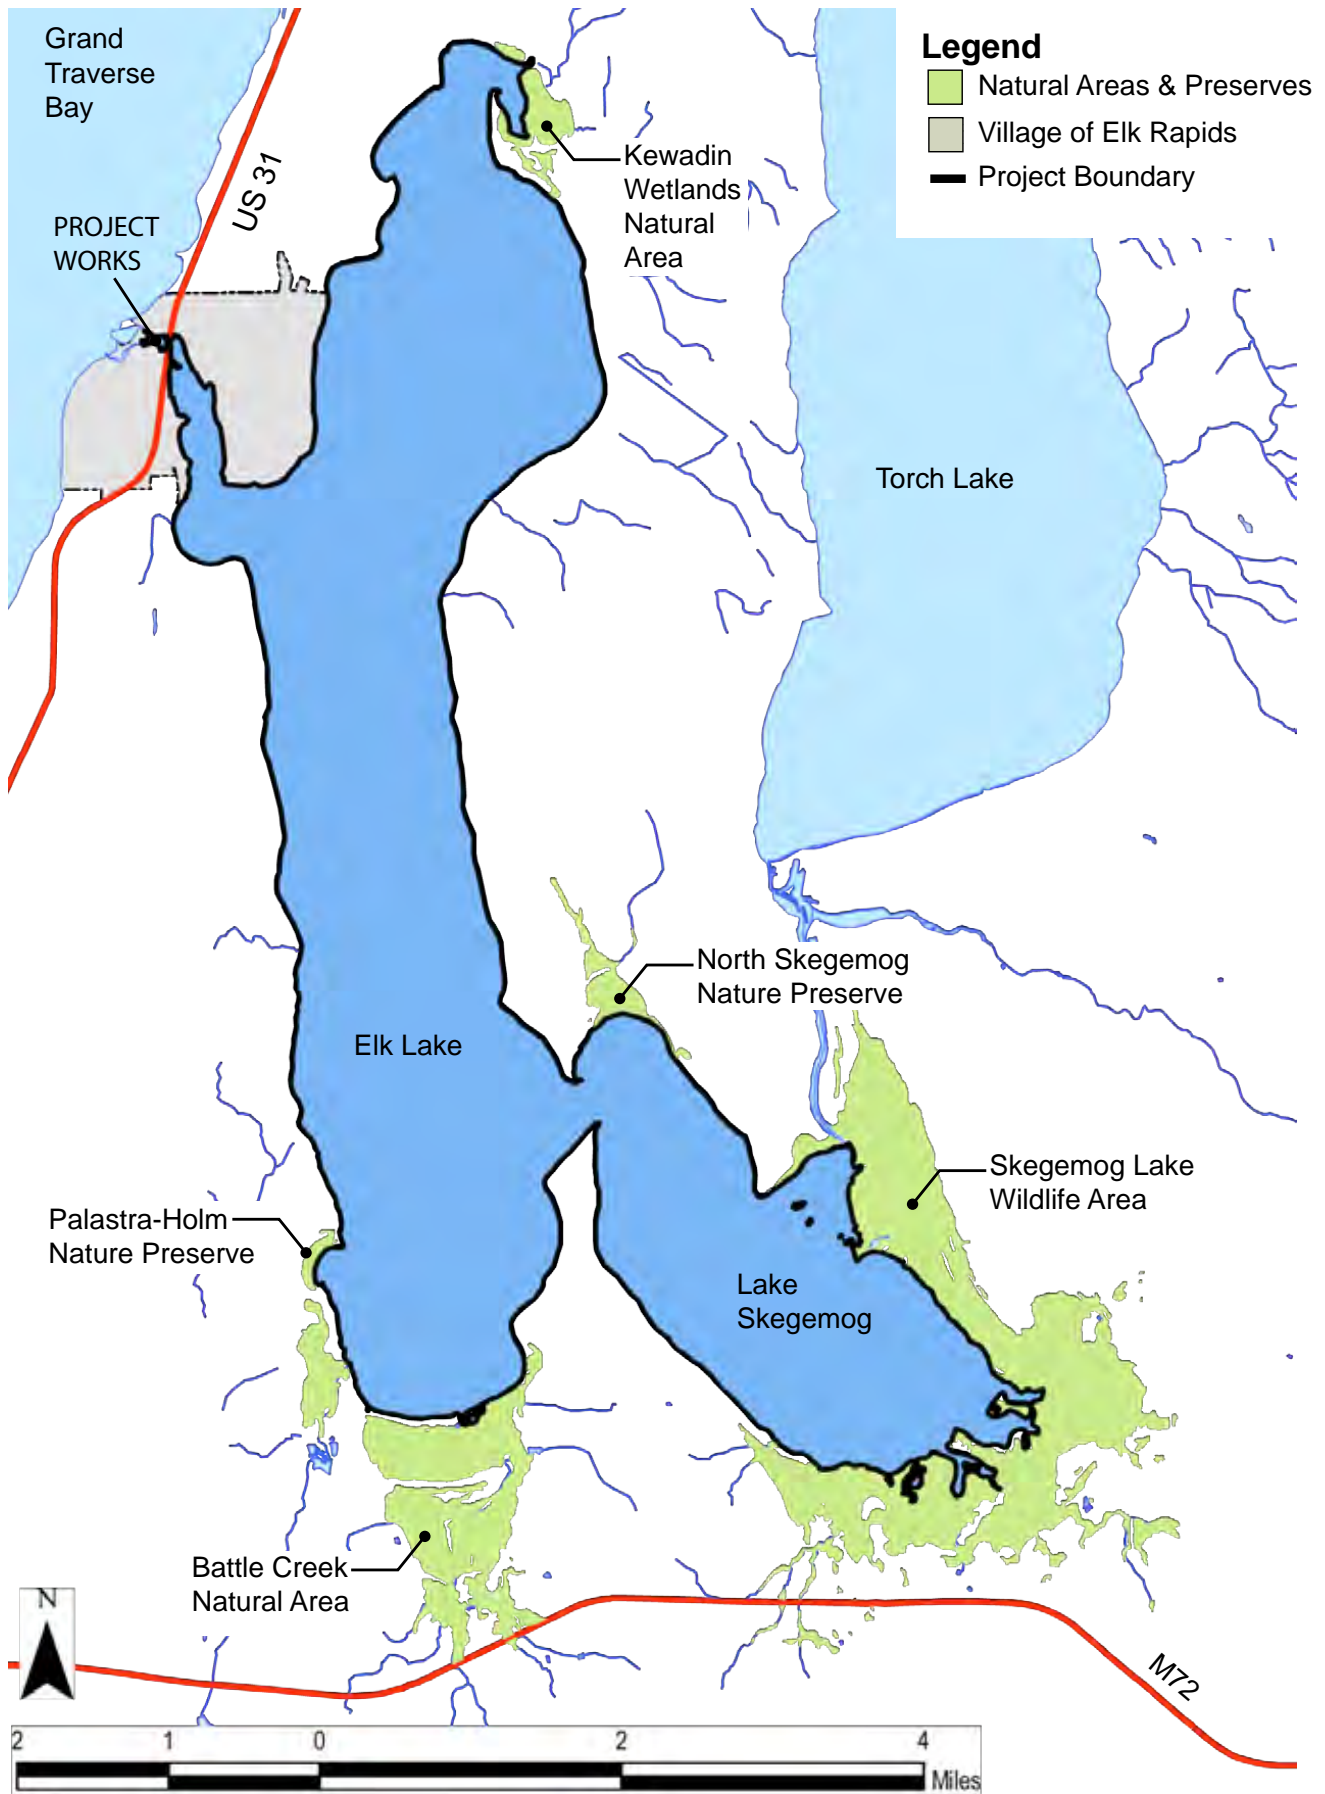 Grand
Traverse
Bay
US 31
PROJECT
WORKS
Legend
Natural Areas & Preserves
Village of Elk Rapids
Project Boundary
Kewadin
Wetlands
Natural
Area
Torch Lake
North Skegemog
Nature Preserve
Elk Lake
Skegemog Lake
Wildlife Area
Palastra-Holm
Nature Preserve
Lake
Skegemog
Battle Creek
Natural Area
N
M72
2 1 0 2 4
Miles